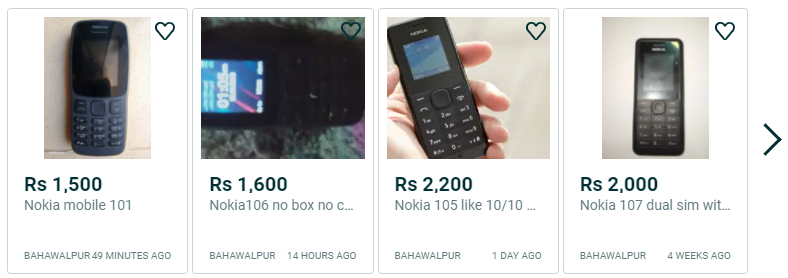 Rs 1,500
Nokia mobile 101
BAHAWALPUR 49 MINUTES AGO
01:05
Rs 1,600
Nokia106 no box no c...
BAHAWALPUR 14 HOURS AGO
NOKIA
Rs 2,200
Nokia 105 like 10/10 ...
BAHAWALPUR 1 DAY AGO
Rs 2,000
Nokia 107 dual sim wit...
BAHAWALPUR 4 WEEKS AGO